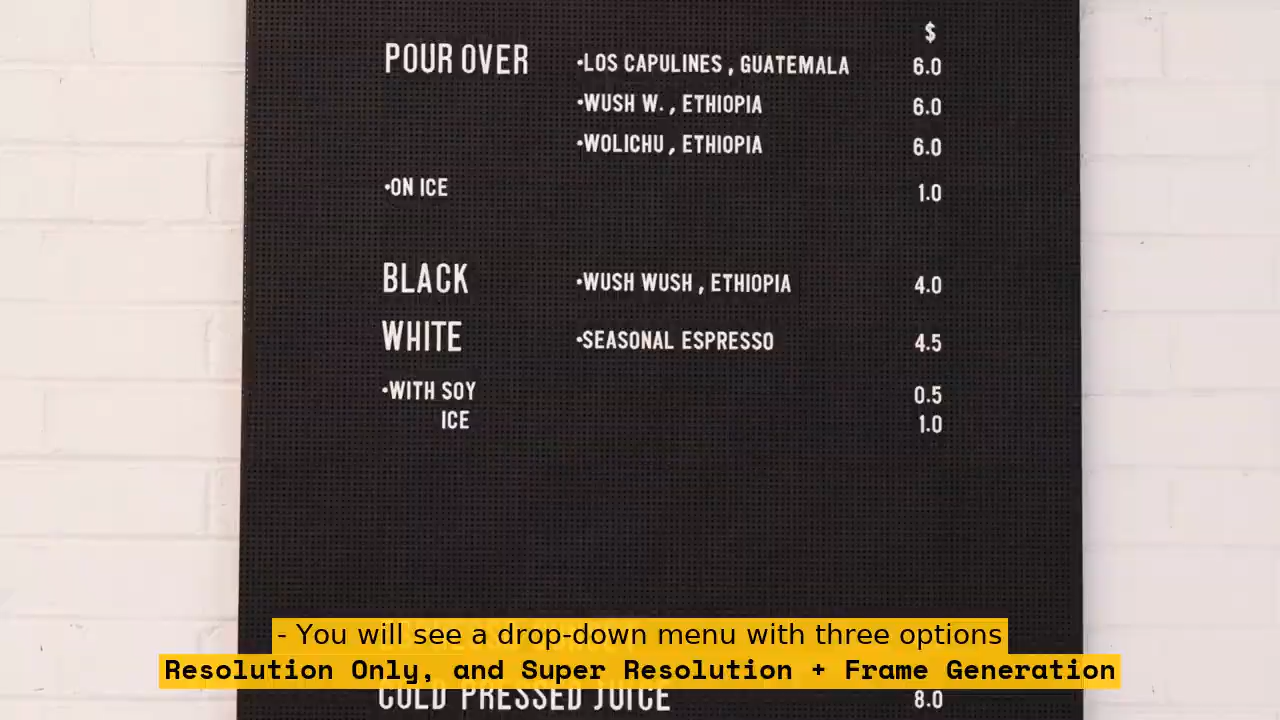 $
POUR OVER •LOS CAPULINES , GUATEMALA 6.0
•WUSH W. , ETHIOPIA 6.0
•WOLICHU , ETHIOPIA 6.0
•ON ICE 1.0
BLACK •WUSH WUSH , ETHIOPIA 4.0
WHITE •SEASONAL ESPRESSO 4.5
•WITH SOY 0.5
ICE 1.0
- You will see a drop-down menu with three options
Resolution Only, and Super Resolution + Frame Generation
COLD PRESSED JUICE 8.0